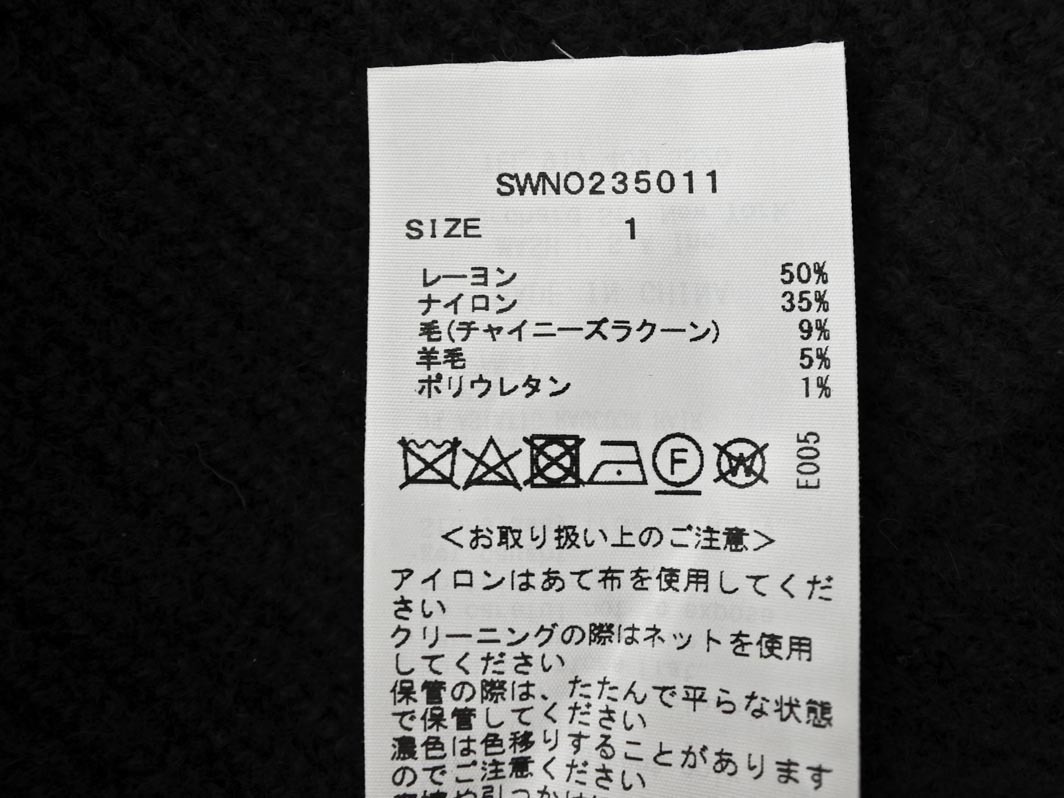 SWNO235011
SIZE 1
レーヨン 50%
ナイロン 35%
毛(チャイニーズラクーン) 9%
羊毛 5%
ポリウレタン 1%
F W E005
<お取り扱い上のご注意>
アイロンはあて布を使用してくだ
さい
クリーニングの際はネットを使用
してください
保管の際は、たたんで平らな状態
で保管してください
濃色は色移りすることがあります
のでご注意ください